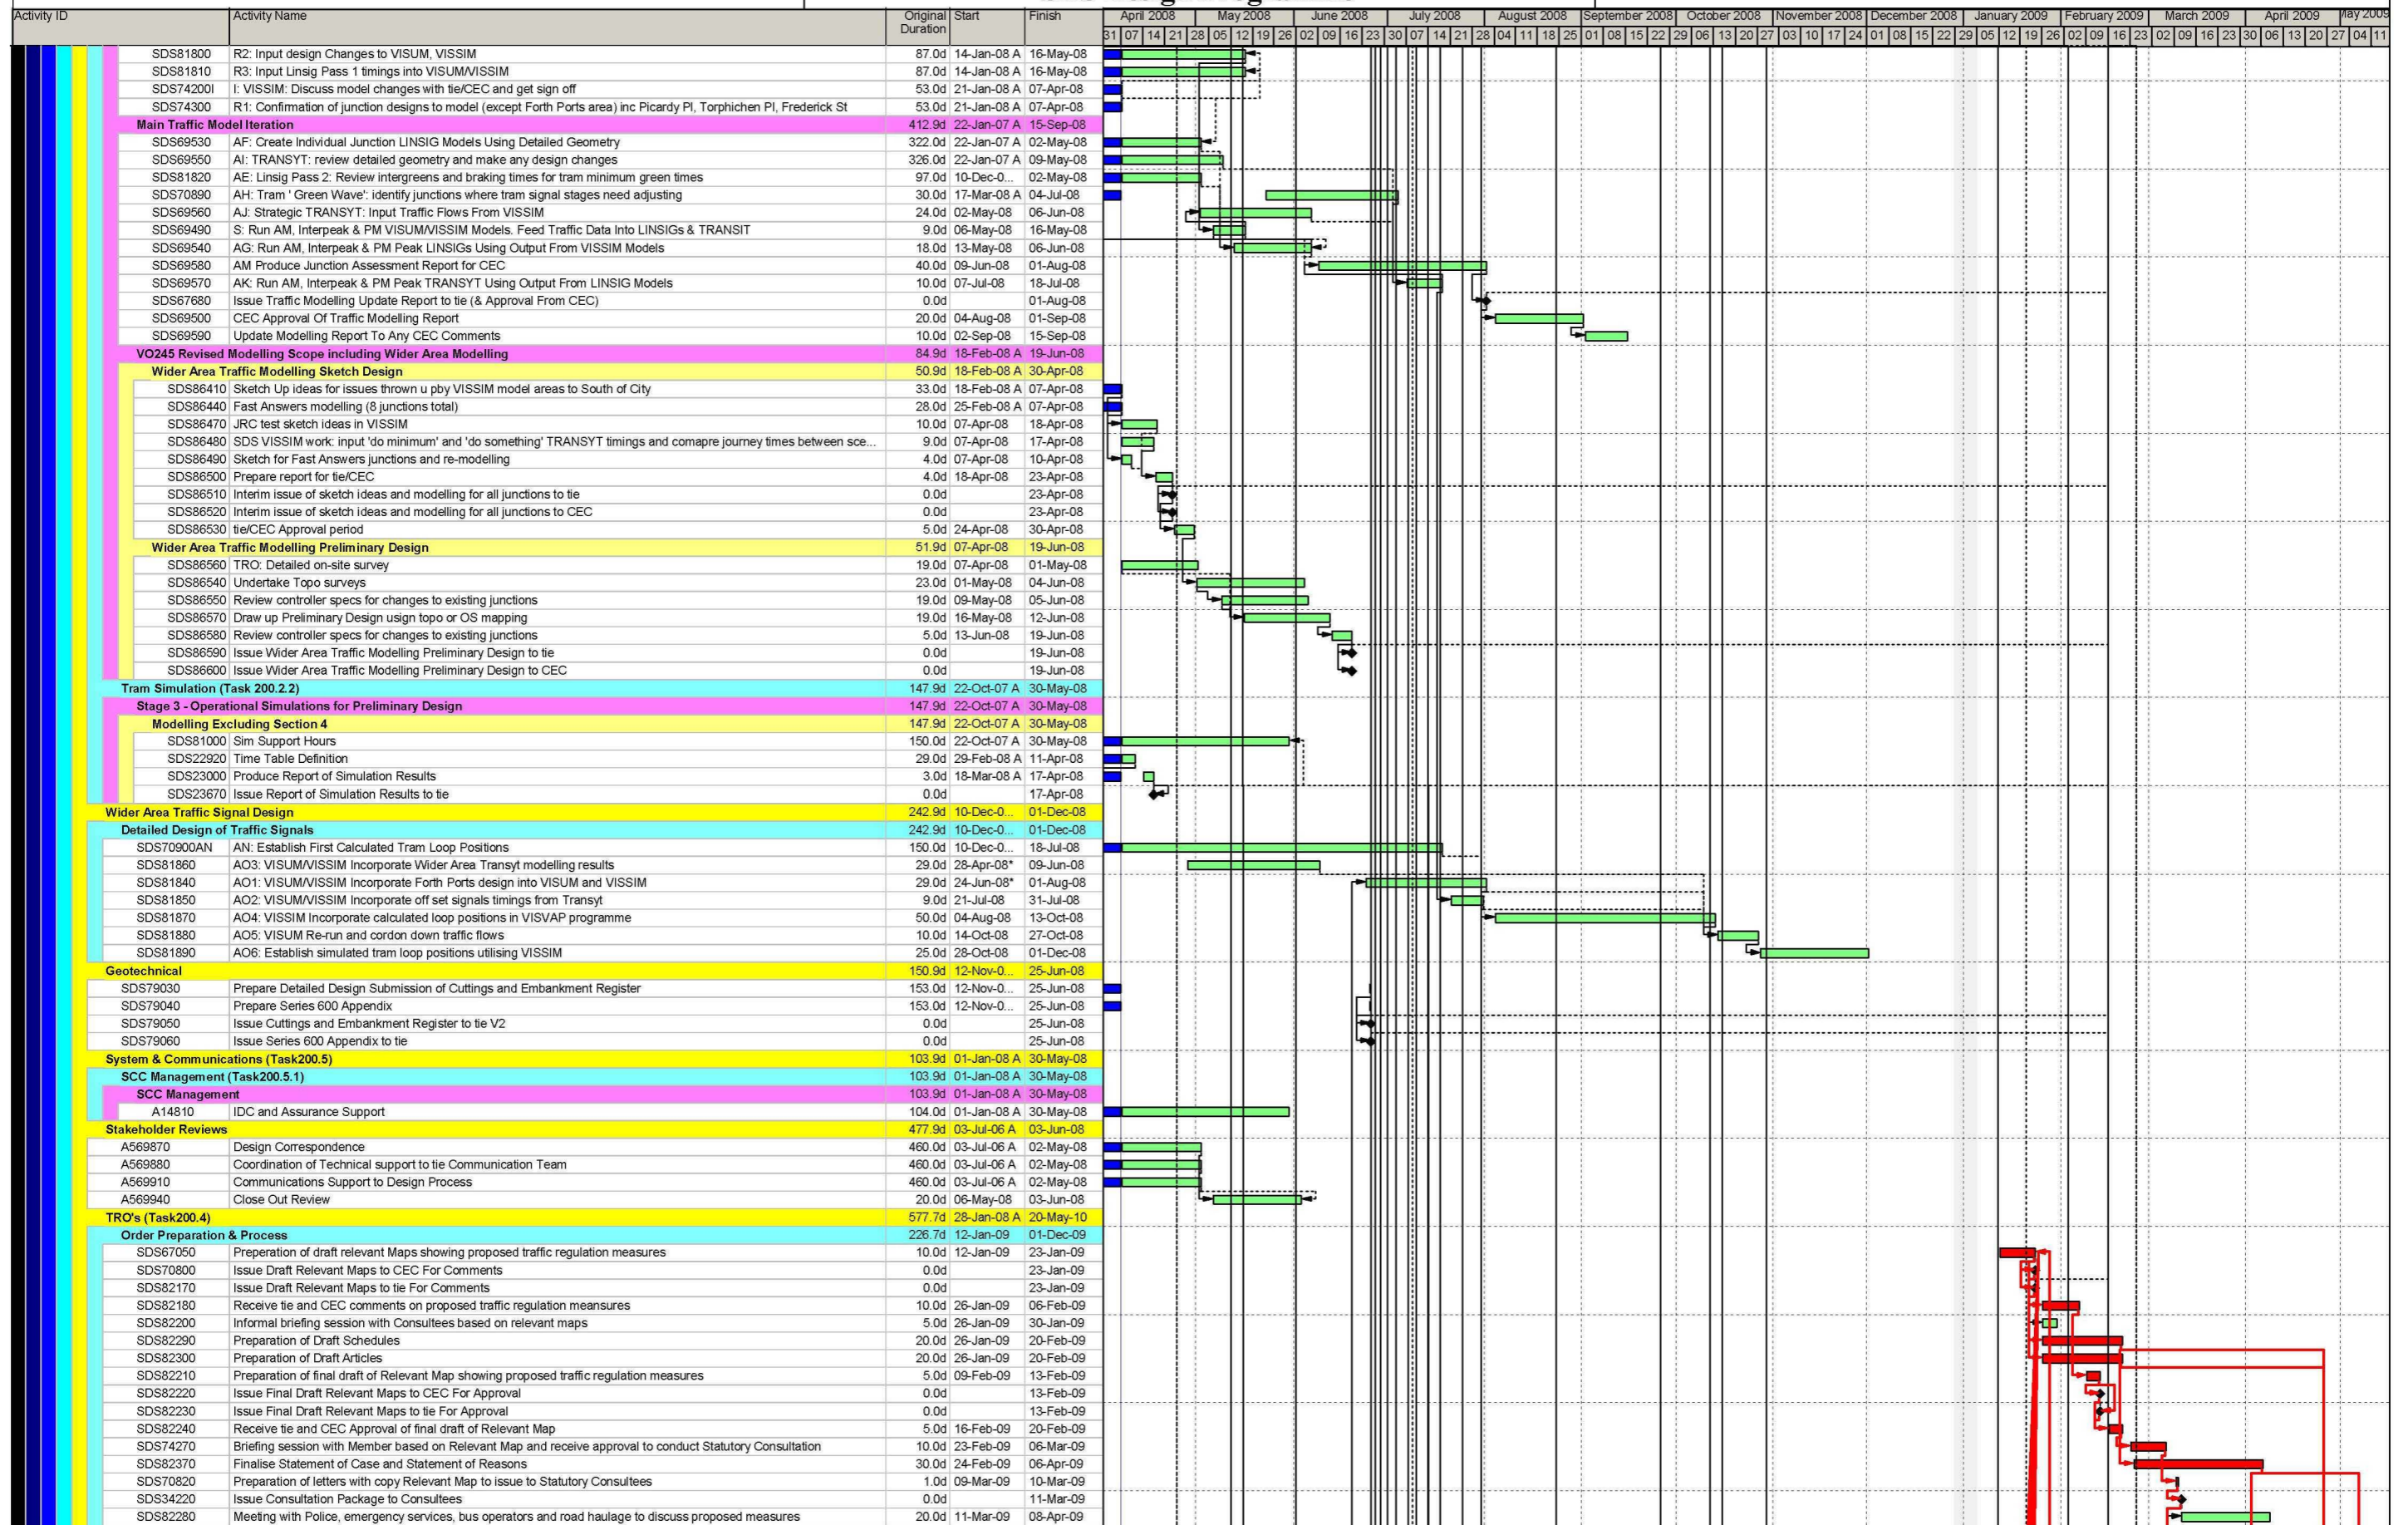 Activity ID Activity Name Original Duration Start Finish April 2008 May 2008 June 2008 July 2008 August 2008 September 2008 October 2008 November 2008 December 2008 January 2009 February 2009 March 2009 April 2009 May 2009
31 07 14 21 28 05 12 19 26 02 09 16 23 30 07 14 21 28 04 11 18 25 01 08 15 22 29 06 13 20 27 03 10 17 24 01 08 15 22 29 05 12 19 26 02 09 16 23 02 09 16 23 30 06 13 20 27 04 11
SDS81800 R2: Input design Changes to VISUM, VISSIM 87.0d 14-Jan-08 A 16-May-08
SDS81810 R3: Input Linsig Pass 1 timings into VISUM/VISSIM 87.0d 14-Jan-08 A 16-May-08
SDS74200I I: VISSIM: Discuss model changes with tie/CEC and get sign off 53.0d 21-Jan-08 A 07-Apr-08
SDS74300 R1: Confirmation of junction designs to model (except Forth Ports area) inc Picardy Pl, Torphichen Pl, Frederick St 53.0d 21-Jan-08 A 07-Apr-08
Main Traffic Model Iteration 412.9d 22-Jan-07 A 15-Sep-08
SDS69530 AF: Create Individual Junction LINSIG Models Using Detailed Geometry 322.0d 22-Jan-07 A 02-May-08
SDS69550 AI: TRANSYT: review detailed geometry and make any design changes 326.0d 22-Jan-07 A 09-May-08
SDS81820 AE: Linsig Pass 2: Review intergreens and braking times for tram minimum green times 97.0d 10-Dec-0... 02-May-08
SDS70890 AH: Tram ' Green Wave': identify junctions where tram signal stages need adjusting 30.0d 17-Mar-08 A 04-Jul-08
SDS69560 AJ: Strategic TRANSYT: Input Traffic Flows From VISSIM 24.0d 02-May-08 06-Jun-08
SDS69490 S: Run AM, Interpeak & PM VISUM/VISSIM Models. Feed Traffic Data Into LINSIGs & TRANSIT 9.0d 06-May-08 16-May-08
SDS69540 AG: Run AM, Interpeak & PM Peak LINSIGs Using Output From VISSIM Models 18.0d 13-May-08 06-Jun-08
SDS69580 AM Produce Junction Assessment Report for CEC 40.0d 09-Jun-08 01-Aug-08
SDS69570 AK: Run AM, Interpeak & PM Peak TRANSYT Using Output From LINSIG Models 10.0d 07-Jul-08 18-Jul-08
SDS67680 Issue Traffic Modelling Update Report to tie (& Approval From CEC) 0.0d 01-Aug-08
SDS69500 CEC Approval Of Traffic Modelling Report 20.0d 04-Aug-08 01-Sep-08
SDS69590 Update Modelling Report To Any CEC Comments 10.0d 02-Sep-08 15-Sep-08
VO245 Revised Modelling Scope including Wider Area Modelling 84.9d 18-Feb-08 A 19-Jun-08
Wider Area Traffic Modelling Sketch Design 50.9d 18-Feb-08 A 30-Apr-08
SDS86410 Sketch Up ideas for issues thrown u pby VISSIM model areas to South of City 33.0d 18-Feb-08 A 07-Apr-08
SDS86440 Fast Answers modelling (8 junctions total) 28.0d 25-Feb-08 A 07-Apr-08
SDS86470 JRC test sketch ideas in VISSIM 10.0d 07-Apr-08 18-Apr-08
SDS86480 SDS VISSIM work: input 'do minimum' and 'do something' TRANSYT timings and comapre journey times between sce... 9.0d 07-Apr-08 17-Apr-08
SDS86490 Sketch for Fast Answers junctions and re-modelling 4.0d 07-Apr-08 10-Apr-08
SDS86500 Prepare report for tie/CEC 4.0d 18-Apr-08 23-Apr-08
SDS86510 Interim issue of sketch ideas and modelling for all junctions to tie 0.0d 23-Apr-08
SDS86520 Interim issue of sketch ideas and modelling for all junctions to CEC 0.0d 23-Apr-08
SDS86530 tie/CEC Approval period 5.0d 24-Apr-08 30-Apr-08
Wider Area Traffic Modelling Preliminary Design 51.9d 07-Apr-08 19-Jun-08
SDS86560 TRO: Detailed on-site survey 19.0d 07-Apr-08 01-May-08
SDS86540 Undertake Topo surveys 23.0d 01-May-08 04-Jun-08
SDS86550 Review controller specs for changes to existing junctions 19.0d 09-May-08 05-Jun-08
SDS86570 Draw up Preliminary Design usign topo or OS mapping 19.0d 16-May-08 12-Jun-08
SDS86580 Review controller specs for changes to existing junctions 5.0d 13-Jun-08 19-Jun-08
SDS86590 Issue Wider Area Traffic Modelling Preliminary Design to tie 0.0d 19-Jun-08
SDS86600 Issue Wider Area Traffic Modelling Preliminary Design to CEC 0.0d 19-Jun-08
Tram Simulation (Task 200.2.2) 147.9d 22-Oct-07 A 30-May-08
Stage 3 - Operational Simulations for Preliminary Design 147.9d 22-Oct-07 A 30-May-08
Modelling Excluding Section 4 147.9d 22-Oct-07 A 30-May-08
SDS81000 Sim Support Hours 150.0d 22-Oct-07 A 30-May-08
SDS22920 Time Table Definition 29.0d 29-Feb-08 A 11-Apr-08
SDS23000 Produce Report of Simulation Results 3.0d 18-Mar-08 A 17-Apr-08
SDS23670 Issue Report of Simulation Results to tie 0.0d 17-Apr-08
Wider Area Traffic Signal Design 242.9d 10-Dec-0... 01-Dec-08
Detailed Design of Traffic Signals 242.9d 10-Dec-0... 01-Dec-08
SDS70900AN AN: Establish First Calculated Tram Loop Positions 150.0d 10-Dec-0... 18-Jul-08
SDS81860 AO3: VISUM/VISSIM Incorporate Wider Area Transyt modelling results 29.0d 28-Apr-08* 09-Jun-08
SDS81840 AO1: VISUM/VISSIM Incorporate Forth Ports design into VISUM and VISSIM 29.0d 24-Jun-08* 01-Aug-08
SDS81850 AO2: VISUM/VISSIM Incorporate off set signals timings from Transyt 9.0d 21-Jul-08 31-Jul-08
SDS81870 AO4: VISSIM Incorporate calculated loop positions in VISVAP programme 50.0d 04-Aug-08 13-Oct-08
SDS81880 AO5: VISUM Re-run and cordon down traffic flows 10.0d 14-Oct-08 27-Oct-08
SDS81890 AO6: Establish simulated tram loop positions utilising VISSIM 25.0d 28-Oct-08 01-Dec-08
Geotechnical 150.9d 12-Nov-0... 25-Jun-08
SDS79030 Prepare Detailed Design Submission of Cuttings and Embankment Register 153.0d 12-Nov-0... 25-Jun-08
SDS79040 Prepare Series 600 Appendix 153.0d 12-Nov-0... 25-Jun-08
SDS79050 Issue Cuttings and Embankment Register to tie V2 0.0d 25-Jun-08
SDS79060 Issue Series 600 Appendix to tie 0.0d 25-Jun-08
System & Communications (Task200.5) 103.9d 01-Jan-08 A 30-May-08
SCC Management (Task200.5.1) 103.9d 01-Jan-08 A 30-May-08
SCC Management 103.9d 01-Jan-08 A 30-May-08
A14810 IDC and Assurance Support 104.0d 01-Jan-08 A 30-May-08
Stakeholder Reviews 477.9d 03-Jul-06 A 03-Jun-08
A569870 Design Correspondence 460.0d 03-Jul-06 A 02-May-08
A569880 Coordination of Technical support to tie Communication Team 460.0d 03-Jul-06 A 02-May-08
A569910 Communications Support to Design Process 460.0d 03-Jul-06 A 02-May-08
A569940 Close Out Review 20.0d 06-May-08 03-Jun-08
TRO's (Task200.4) 577.7d 28-Jan-08 A 20-May-10
Order Preparation & Process 226.7d 12-Jan-09 01-Dec-09
SDS67050 Preperation of draft relevant Maps showing proposed traffic regulation measures 10.0d 12-Jan-09 23-Jan-09
SDS70800 Issue Draft Relevant Maps to CEC For Comments 0.0d 23-Jan-09
SDS82170 Issue Draft Relevant Maps to tie For Comments 0.0d 23-Jan-09
SDS82180 Receive tie and CEC comments on proposed traffic regulation meansures 10.0d 26-Jan-09 06-Feb-09
SDS82200 Informal briefing session with Consultees based on relevant maps 5.0d 26-Jan-09 30-Jan-09
SDS82290 Preparation of Draft Schedules 20.0d 26-Jan-09 20-Feb-09
SDS82300 Preparation of Draft Articles 20.0d 26-Jan-09 20-Feb-09
SDS82210 Preparation of final draft of Relevant Map showing proposed traffic regulation measures 5.0d 09-Feb-09 13-Feb-09
SDS82220 Issue Final Draft Relevant Maps to CEC For Approval 0.0d 13-Feb-09
SDS82230 Issue Final Draft Relevant Maps to tie For Approval 0.0d 13-Feb-09
SDS82240 Receive tie and CEC Approval of final draft of Relevant Map 5.0d 16-Feb-09 20-Feb-09
SDS74270 Briefing session with Member based on Relevant Map and receive approval to conduct Statutory Consultation 10.0d 23-Feb-09 06-Mar-09
SDS82370 Finalise Statement of Case and Statement of Reasons 30.0d 24-Feb-09 06-Apr-09
SDS70820 Preparation of letters with copy Relevant Map to issue to Statutory Consultees 1.0d 09-Mar-09 10-Mar-09
SDS34220 Issue Consultation Package to Consultees 0.0d 11-Mar-09
SDS82280 Meeting with Police, emergency services, bus operators and road haulage to discuss proposed measures 20.0d 11-Mar-09 08-Apr-09